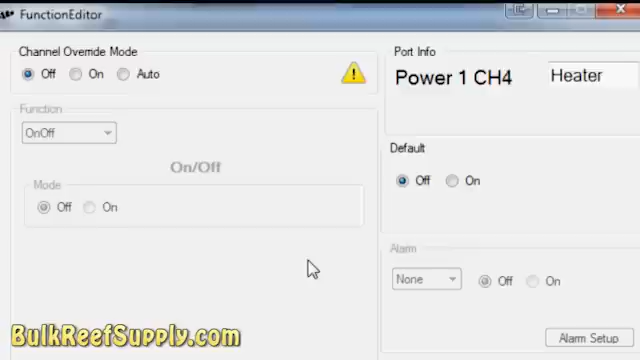 FunctionEditor
Channel Override Mode
Off On Auto
Port Info
Power 1 CH4 Heater
Function
OnOff
On/Off
Mode
Off On
Default
Off On
Alarm
None Off On
Alarm Setup
BulkReefSupply.com